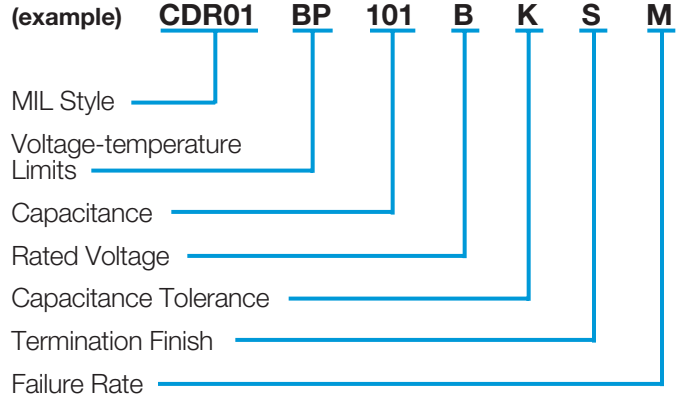 (example) CDR01 BP 101 B K S M
MIL Style
Voltage-temperature
Limits
Capacitance
Rated Voltage
Capacitance Tolerance
Termination Finish
Failure Rate